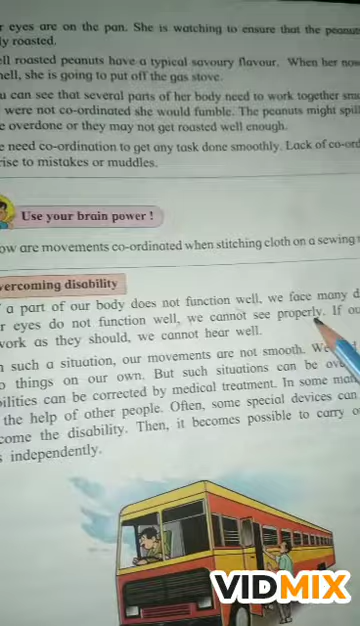 r eyes are on the pan. She is watching to ensure that the peanuts
ly roasted.
ell roasted peanuts have a typical savoury flavour. When her nose
nell, she is going to put off the gas stove.
u can see that several parts of her body need to work together
were not co-ordinated she would fumble. The peanuts might spill
e overdone or they may not get roasted well enough.
e need co-ordination to get any task done smoothly. Lack of co-ord
rise to mistakes or muddles.
Use your brain power !
ow are movements co-ordinated when stitching cloth on a sewing
vercoming disability
a part of our body does not function well, we face many d
r eyes do not function well, we cannot see properly. If ou
work as they should, we cannot hear well.
n such a situation, our movements are not smooth. We
o things on our own. But such situations can be
bilities can be corrected by medical treatment. In some
the help of other people. Often, some special devices can
come the disability. Then, it becomes possible to carry o
s independently.
VIDMIX